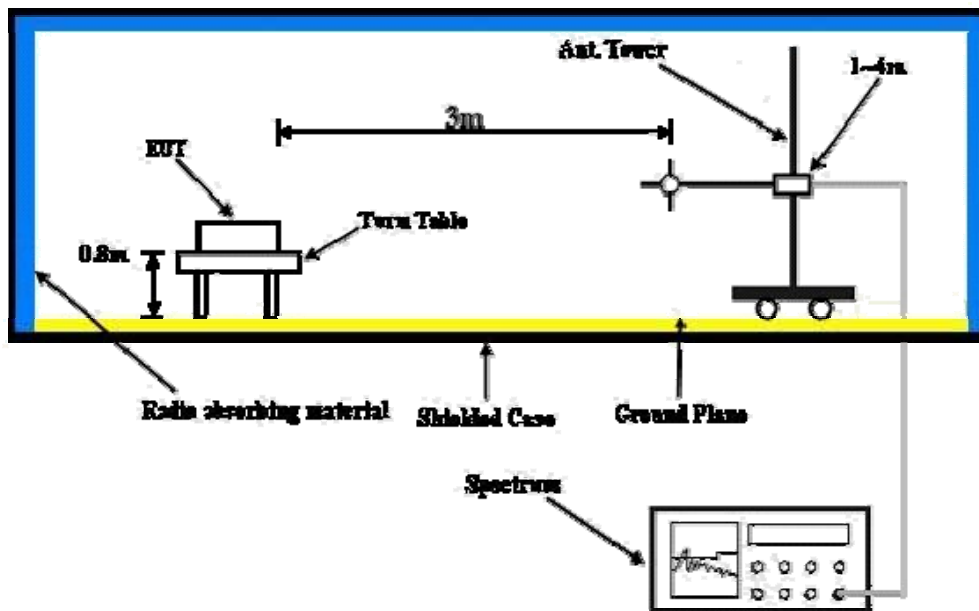 Ant. Tower
1-4m
3m
EUT
Turn Table
0.8m
Radio absorbing material
Shielded Case
Ground Plane
Spectrum